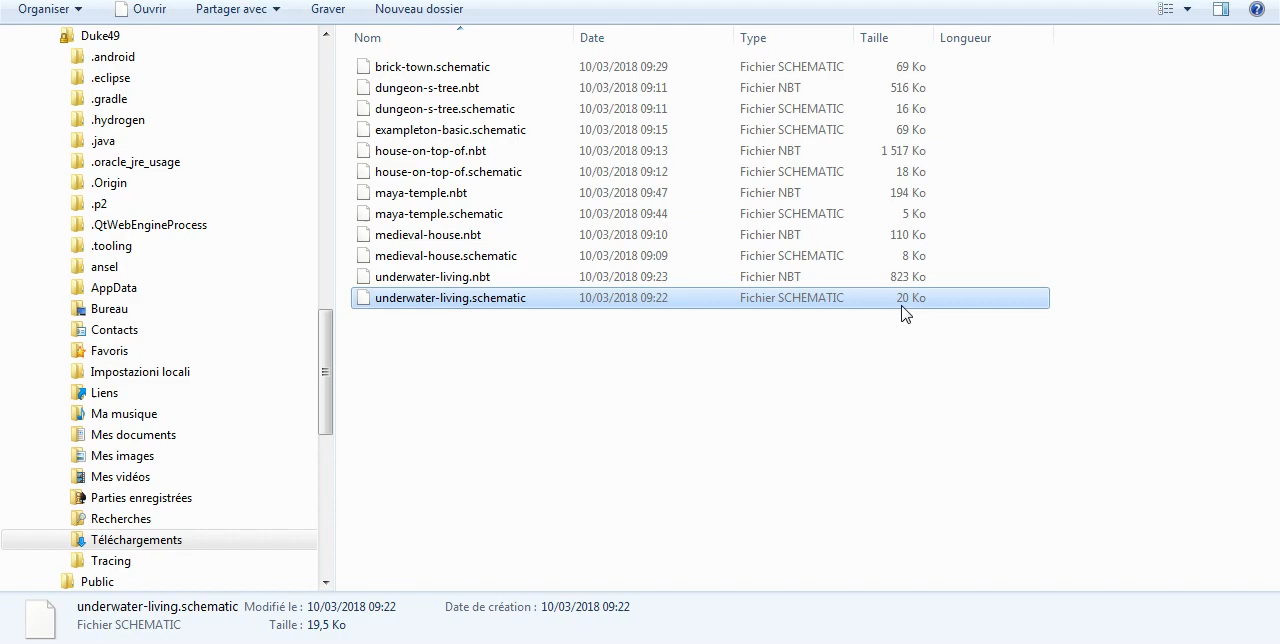 Organiser Ouvrir Partager avec Graver Nouveau dossier
Duke49
.android
.eclipse
.gradle
.hydrogen
.java
.oracle_jre_usage
.Origin
.p2
.QtWebEngineProcess
.tooling
ansel
AppData
Bureau
Contacts
Favoris
Impostazioni locali
Liens
Ma musique
Mes documents
Mes images
Mes vidéos
Parties enregistrées
Recherches
Téléchargements
Tracing
Public
Nom Date Type Taille Longueur
brick-town.schematic 10/03/2018 09:29 Fichier SCHEMATIC 69 Ko
dungeon-s-tree.nbt 10/03/2018 09:11 Fichier NBT 516 Ko
dungeon-s-tree.schematic 10/03/2018 09:11 Fichier SCHEMATIC 16 Ko
exampleton-basic.schematic 10/03/2018 09:15 Fichier SCHEMATIC 69 Ko
house-on-top-of.nbt 10/03/2018 09:13 Fichier NBT 1 517 Ko
house-on-top-of.schematic 10/03/2018 09:12 Fichier SCHEMATIC 18 Ko
maya-temple.nbt 10/03/2018 09:47 Fichier NBT 194 Ko
maya-temple.schematic 10/03/2018 09:44 Fichier SCHEMATIC 5 Ko
medieval-house.nbt 10/03/2018 09:10 Fichier NBT 110 Ko
medieval-house.schematic 10/03/2018 09:09 Fichier SCHEMATIC 8 Ko
underwater-living.nbt 10/03/2018 09:23 Fichier NBT 823 Ko
underwater-living.schematic 10/03/2018 09:22 Fichier SCHEMATIC 20 Ko
underwater-living.schematic Modifié le : 10/03/2018 09:22 Date de création : 10/03/2018 09:22
Fichier SCHEMATIC Taille : 19,5 Ko